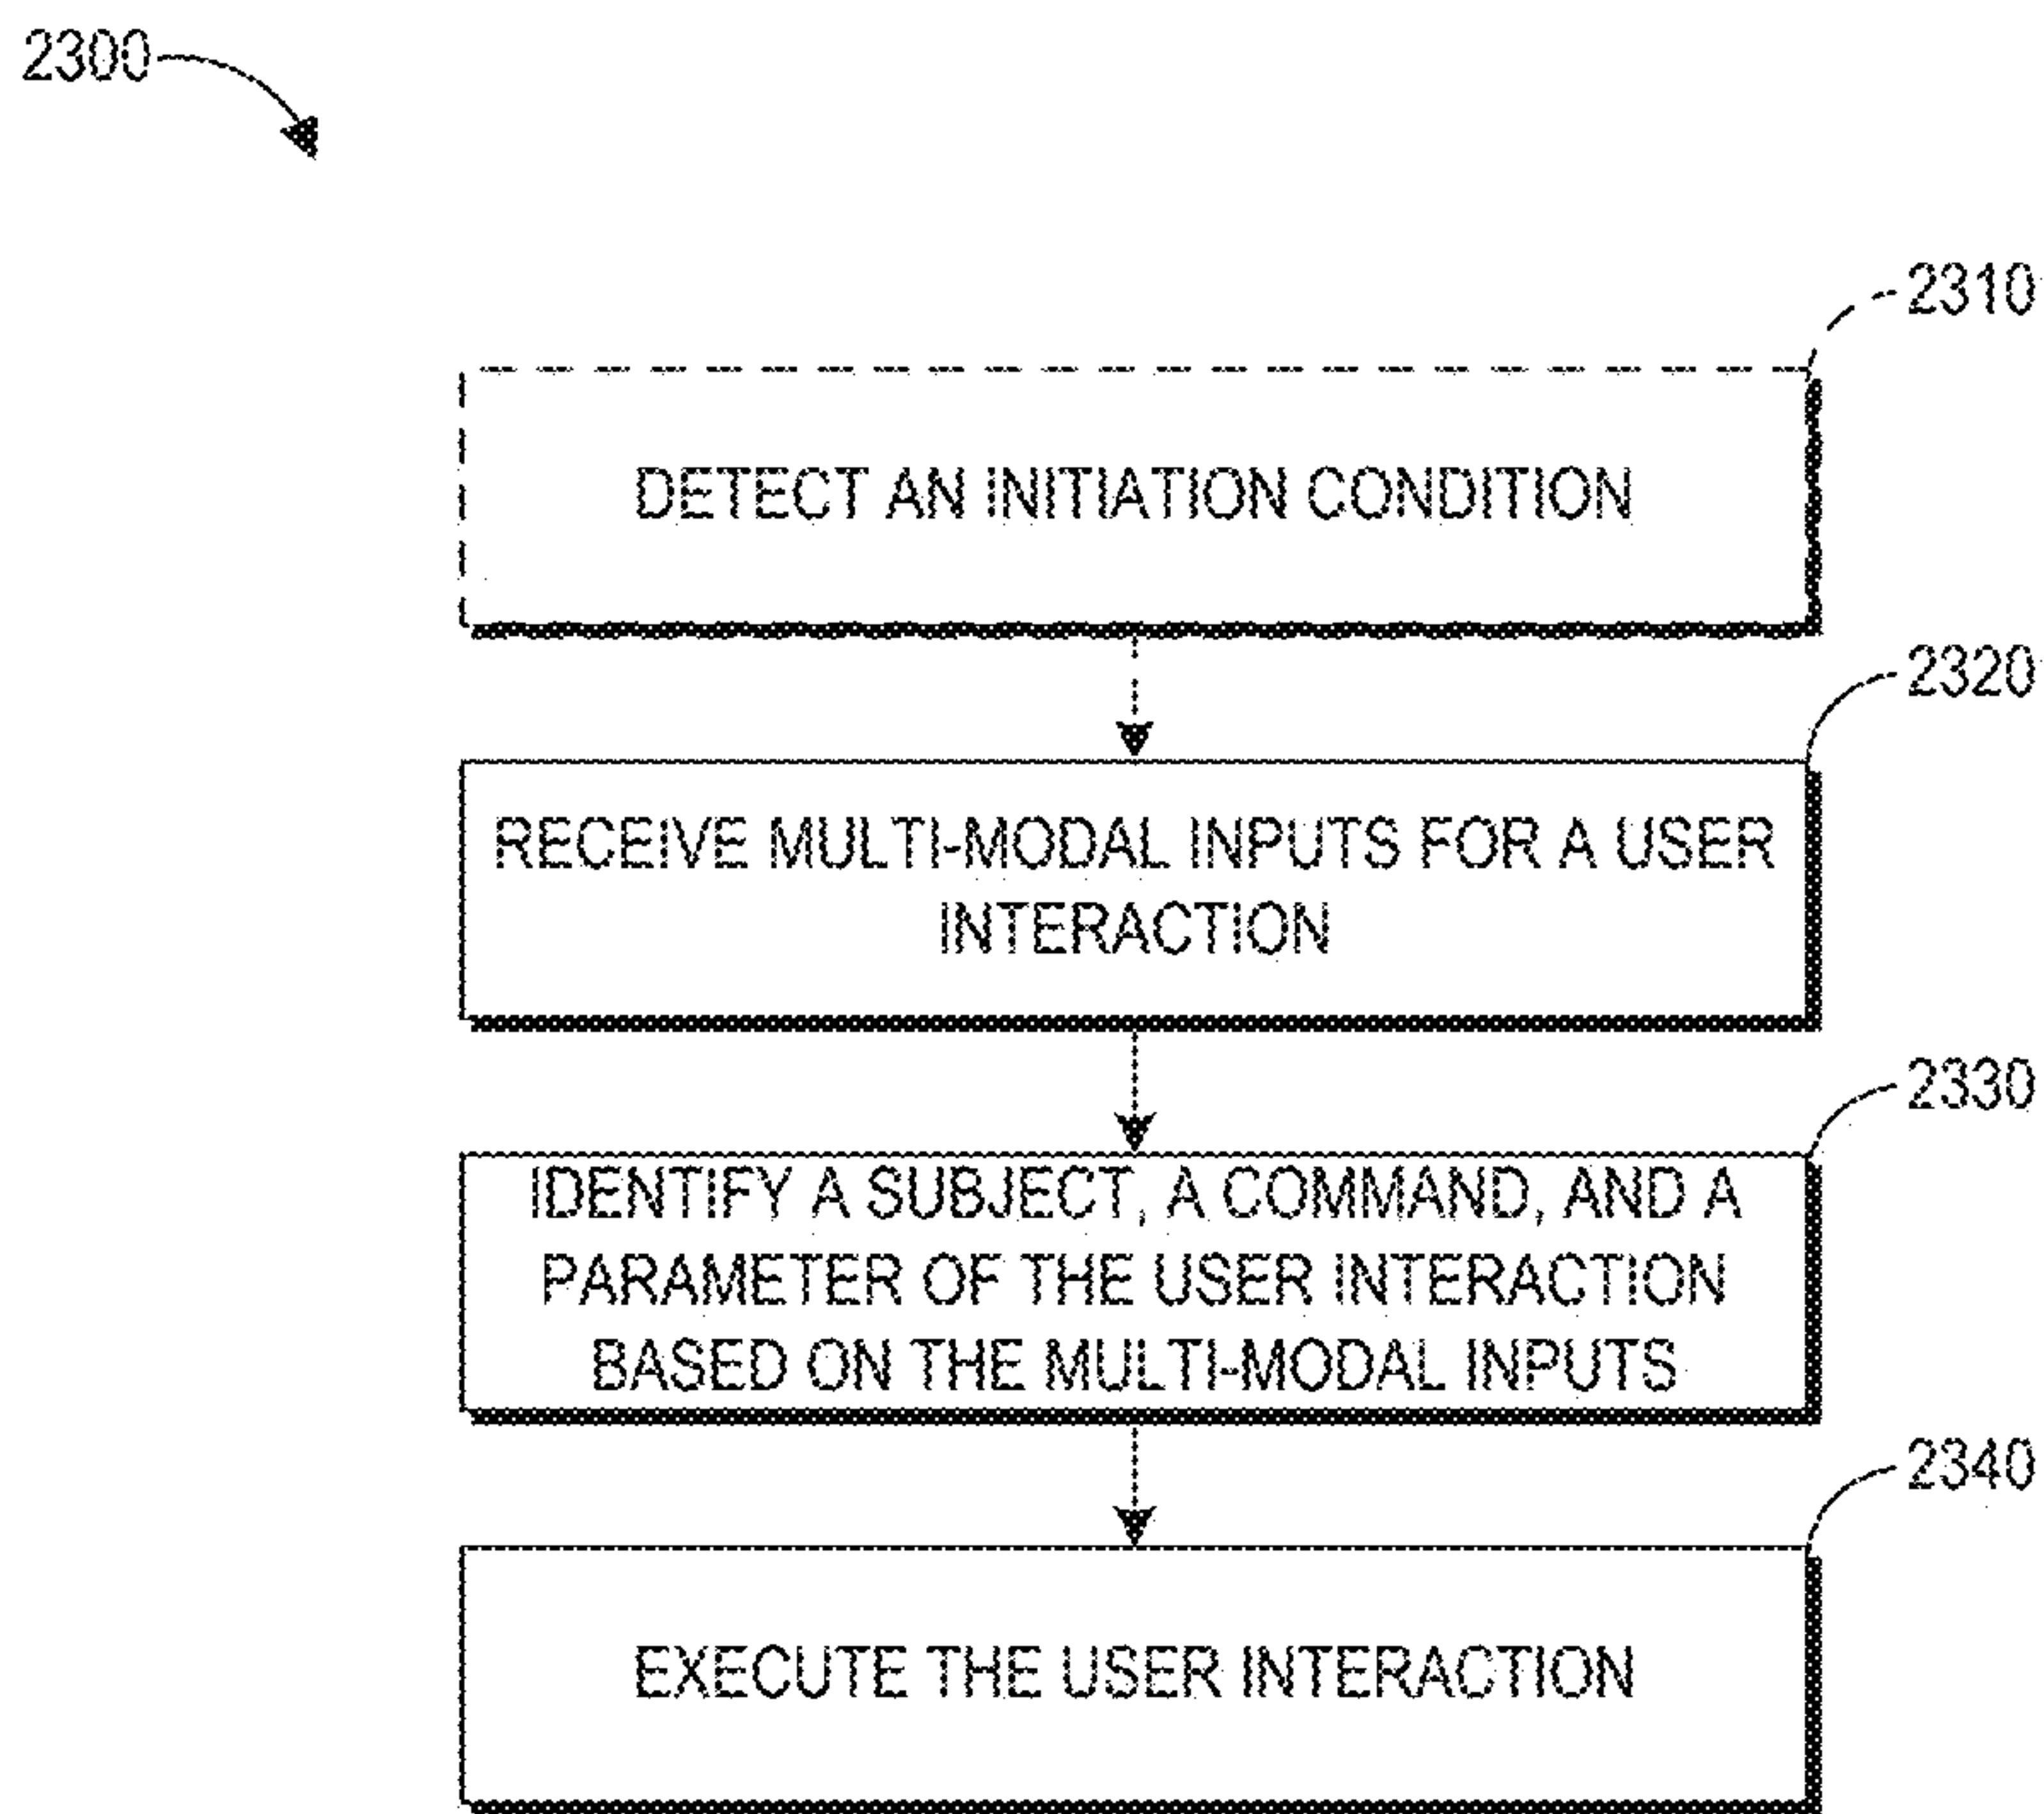 2300
2310
DETECT AN INITIATION CONDITION
2320
RECEIVE MULTI-MODAL INPUTS FOR A USER
INTERACTION
2330
IDENTIFY A SUBJECT, A COMMAND, AND A
PARAMETER OF THE USER INTERACTION
BASED ON THE MULTI-MODAL INPUTS
2340
EXECUTE THE USER INTERACTION